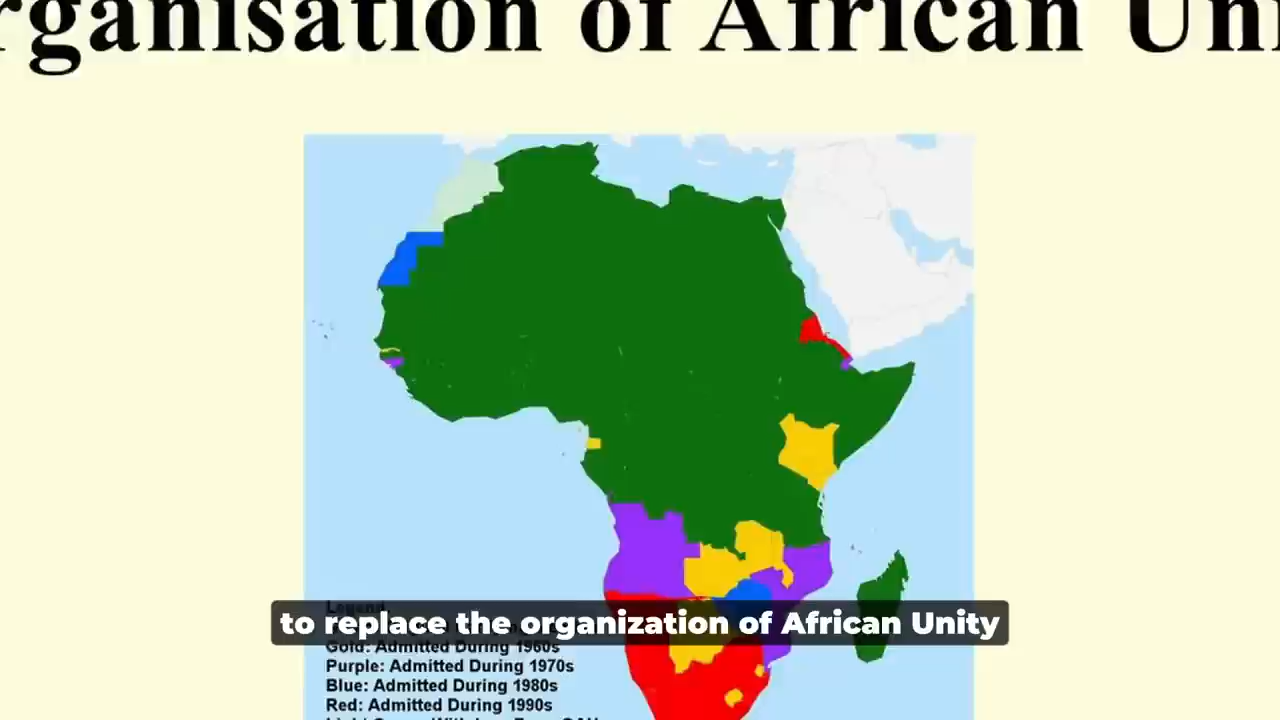 rganisation of African Uni
Legend
to replace the organization of African Unity
Gold: Admitted During 1960s
Purple: Admitted During 1970s
Blue: Admitted During 1980s
Red: Admitted During 1990s